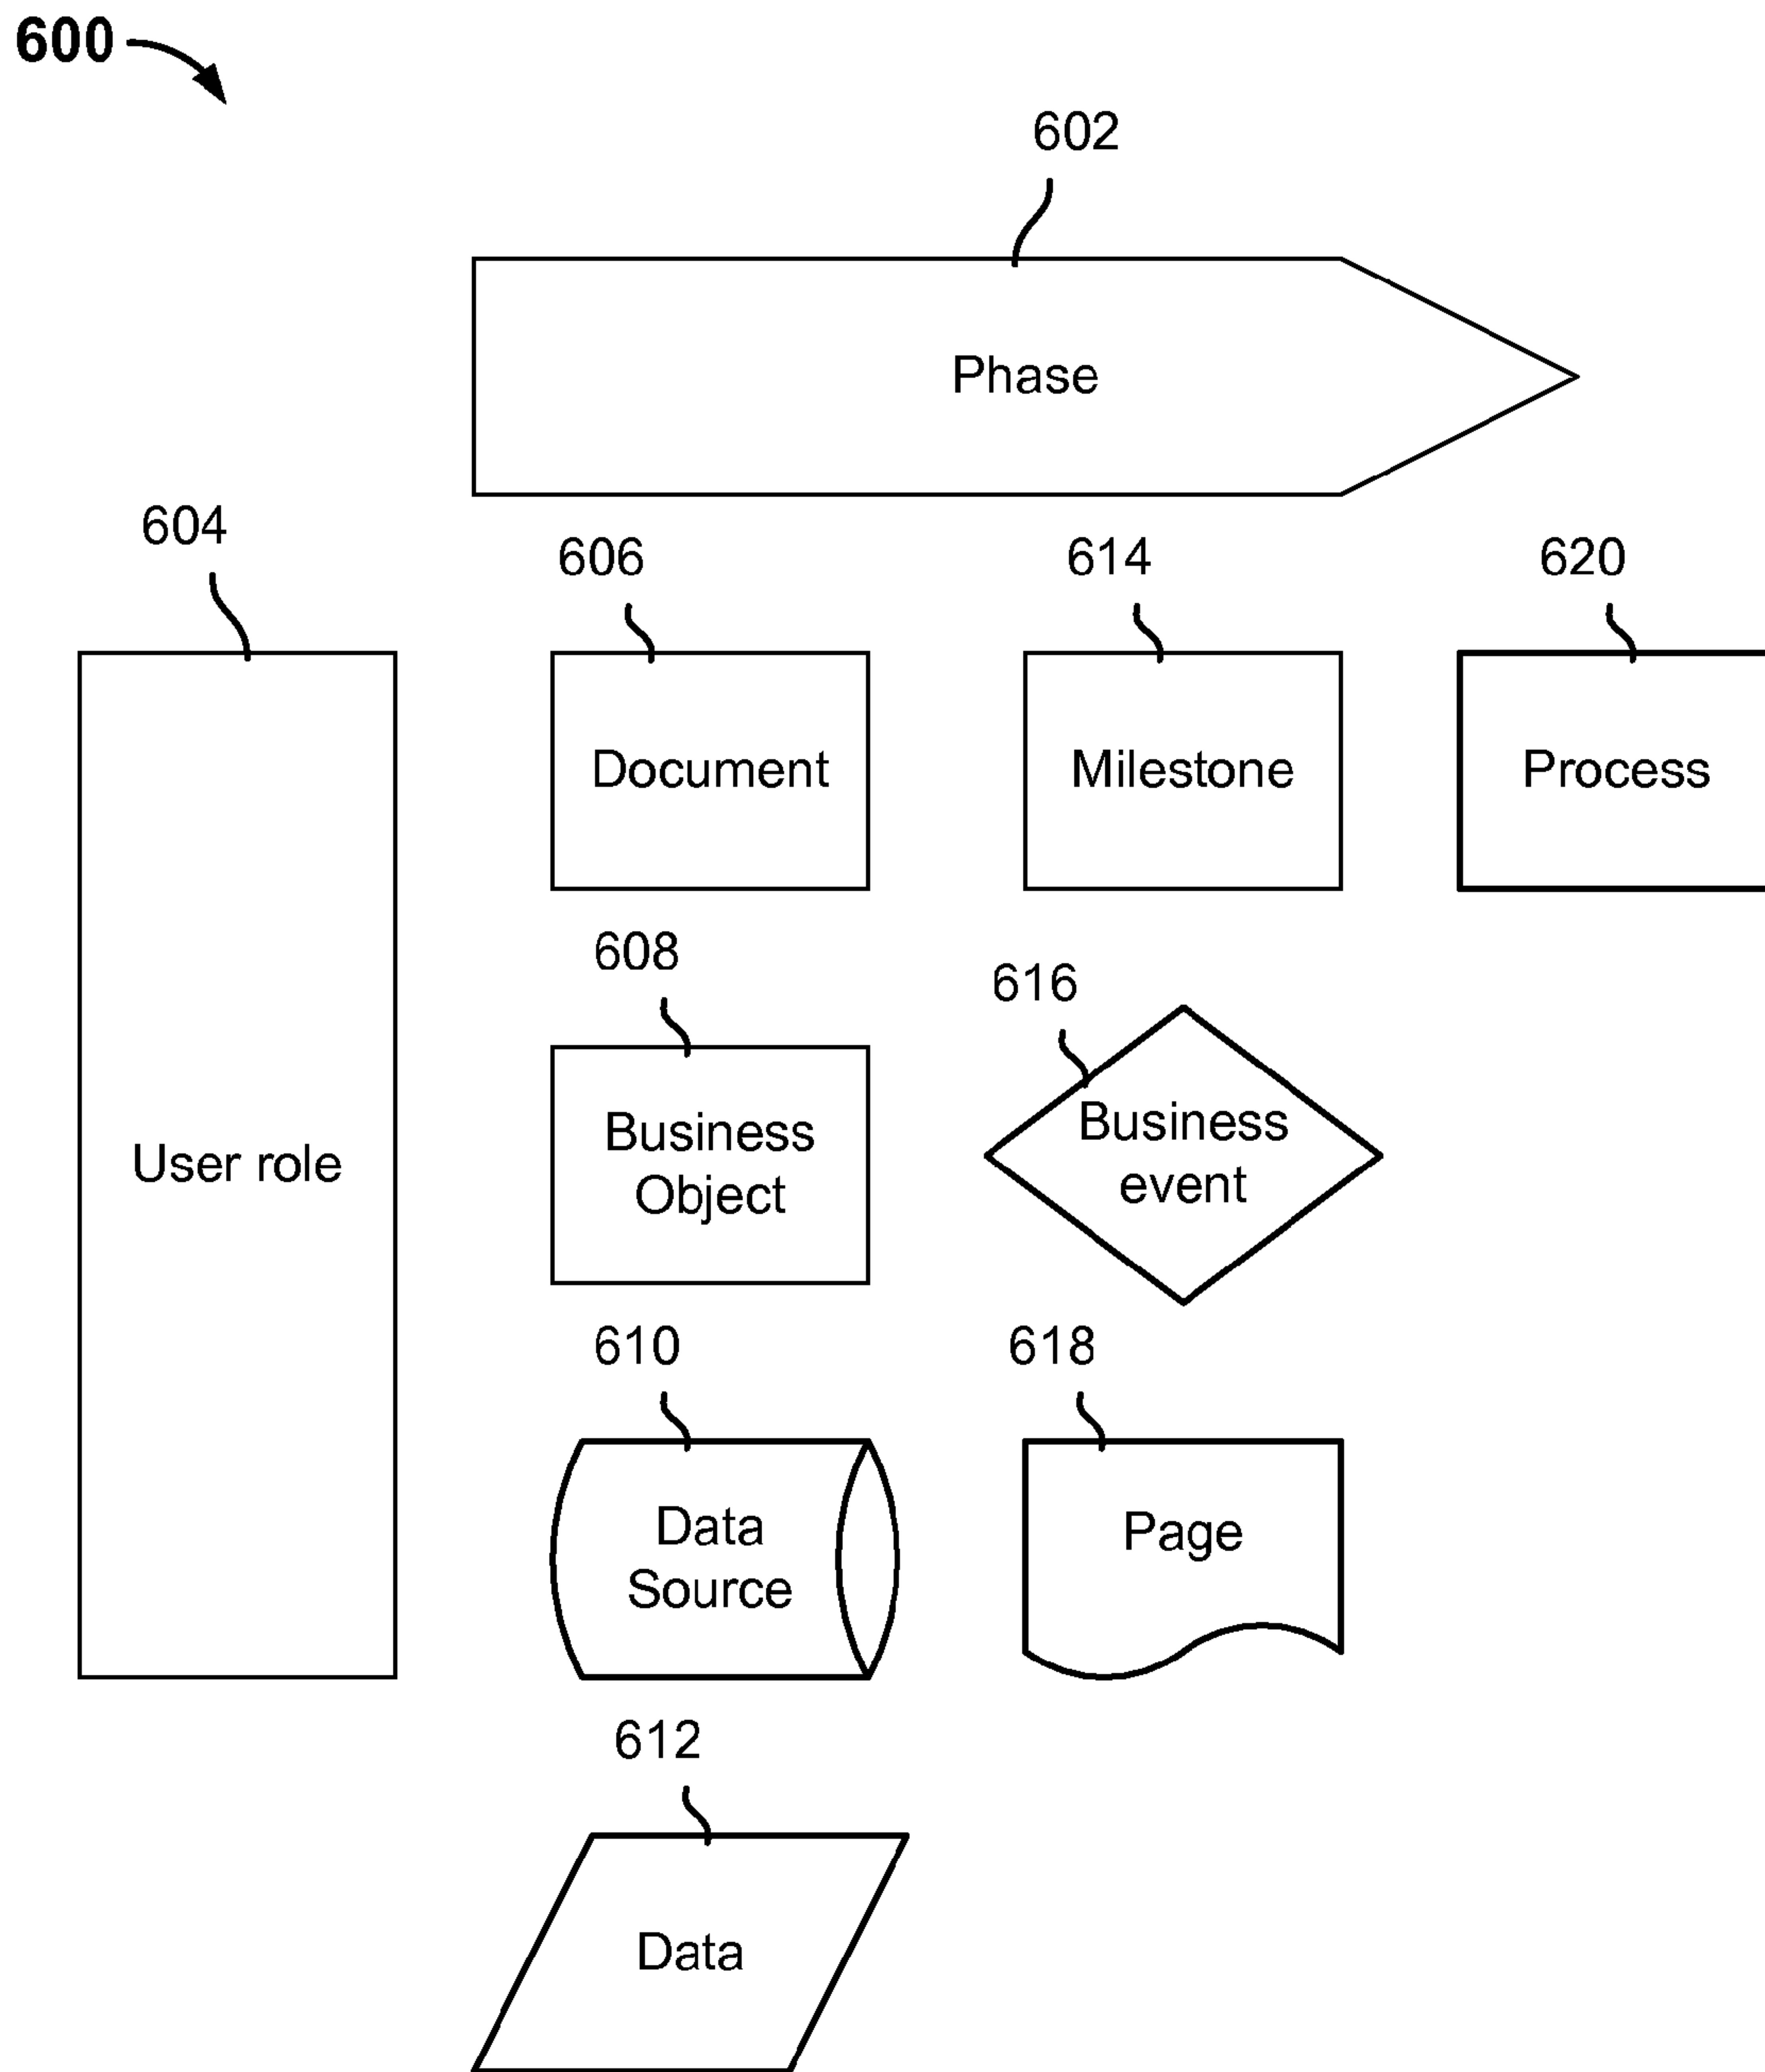 600
602
Phase
604
606
614
620
Document
Milestone
Process
608
616
Business
Object
Business
event
User role
610
618
Data
Source
Page
612
Data